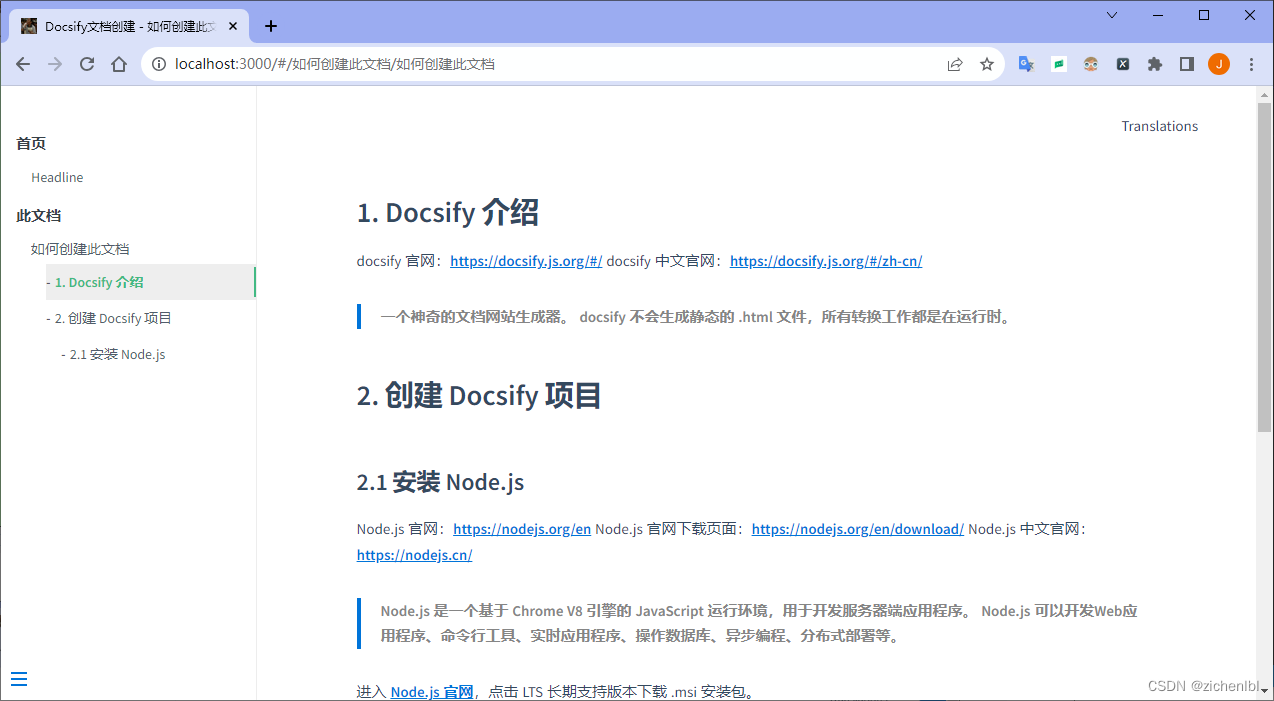 Docsify文档创建 - 如何创建此文
localhost:3000/#/如何创建此文档/如何创建此文档
J
Translations
首页
Headline
此文档
如何创建此文档
- 1. Docsify 介绍
- 2. 创建 Docsify 项目
- 2.1 安装 Node.js
1. Docsify 介绍
docsify 官网：https://docsify.js.org/#/ docsify 中文官网：https://docsify.js.org/#/zh-cn/
一个神奇的文档网站生成器。 docsify 不会生成静态的 .html 文件，所有转换工作都是在运行时。
2. 创建 Docsify 项目
2.1 安装 Node.js
Node.js 官网：https://nodejs.org/en Node.js 官网下载页面：https://nodejs.org/en/download/ Node.js 中文官网：
https://nodejs.cn/
Node.js 是一个基于 Chrome V8 引擎的 JavaScript 运行环境，用于开发服务器端应用程序。 Node.js 可以开发Web应
用程序、命令行工具、实时应用程序、操作数据库、异步编程、分布式部署等。
进入 Node.js 官网，点击 LTS 长期支持版本下载 .msi 安装包。
CSDN @zichenlbl